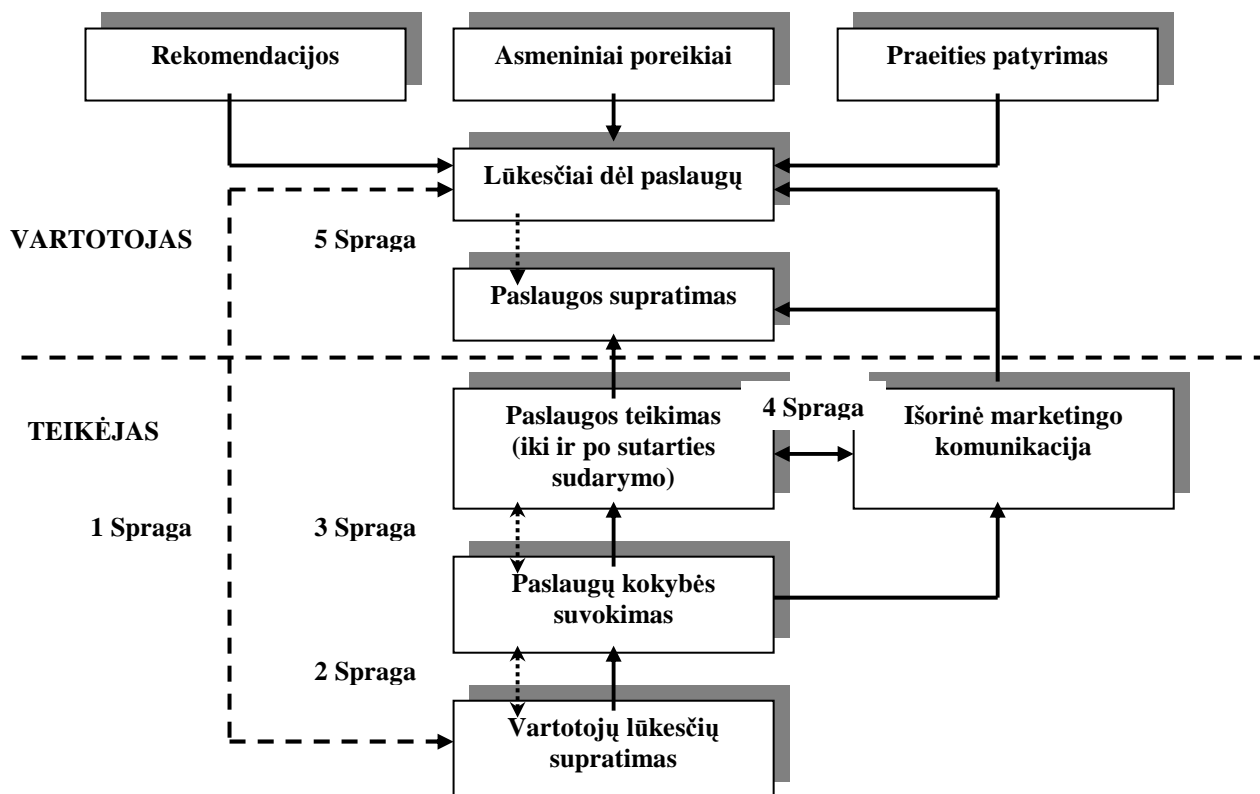 Rekomendacijos
Asmeniniai poreikiai
Praeities patyrimas
Lūkesčiai dėl paslaugų
VARTOTOJAS
5 Spraga
Paslaugos supratimas
TEIKĖJAS
Paslaugos teikimas
(iki ir po sutarties
sudarymo)
4 Spraga
Išorinė marketingo
komunikacija
1 Spraga
3 Spraga
Paslaugų kokybės
suvokimas
2 Spraga
Vartotojų lūkesčių
supratimas